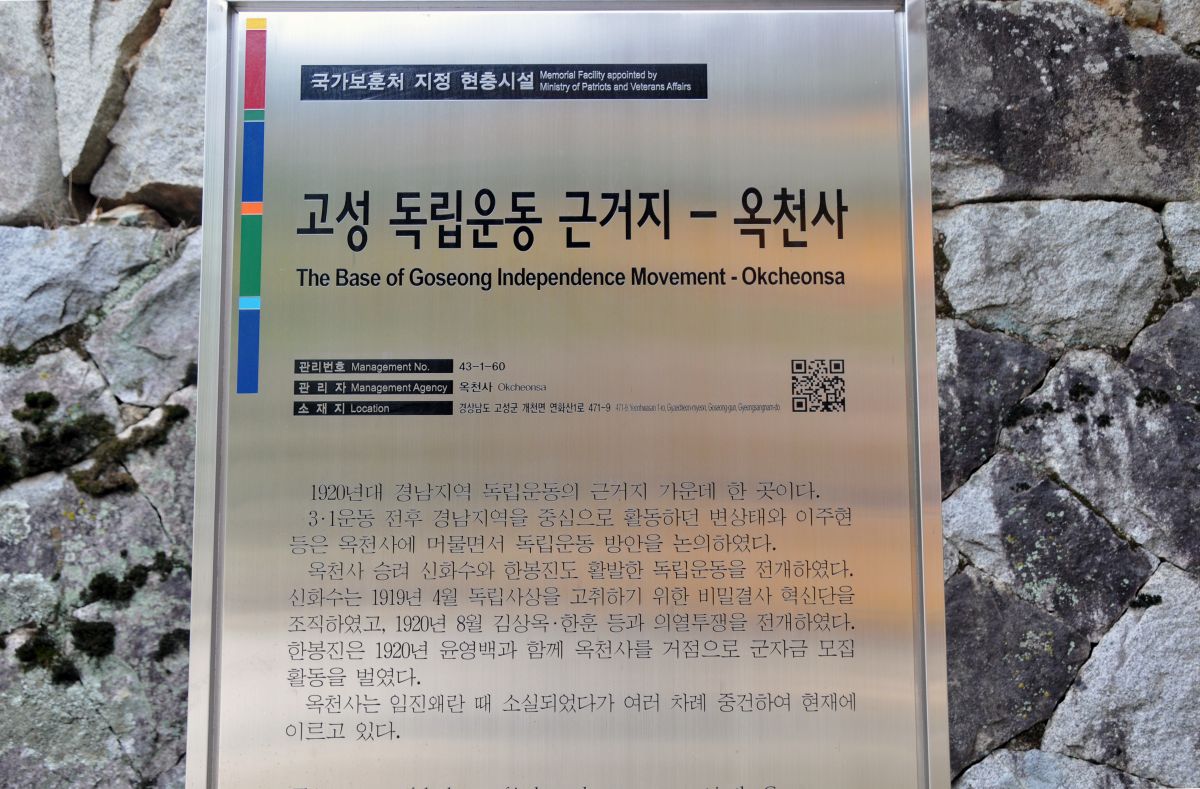 국가보훈처 지정 현충시설 Memorial Facility appointed by
Ministry of Patriots and Veterans Affairs
고성 독립운동 근거지 – 옥천사
The Base of Goseong Independence Movement - Okcheonsa
관리번호 Management No. 43-1-60
관 리 자 Management Agency 옥천사 Okcheonsa
소 재 지 Location 경상남도 고성군 개천면 연화산1로 471-9 471-9, Yeonhwasan 1-ro, Gyaecheon-myeon, Goseong-gun, Gyeongsangnam-do
1920년대 경남지역 독립운동의 근거지 가운데 한 곳이다.
3·1운동 전후 경남지역을 중심으로 활동하던 변상태와 이주현
등은 옥천사에 머물면서 독립운동 방안을 논의하였다.
옥천사 승려 신화수와 한봉진도 활발한 독립운동을 전개하였다.
신화수는 1919년 4월 독립사상을 고취하기 위한 비밀결사 혁신단을
조직하였고, 1920년 8월 김상옥·한훈 등과 의열투쟁을 전개하였다.
한봉진은 1920년 윤영백과 함께 옥천사를 거점으로 군자금 모집
활동을 벌였다.
옥천사는 임진왜란 때 소실되었다가 여러 차례 중건하여 현재에
이르고 있다.